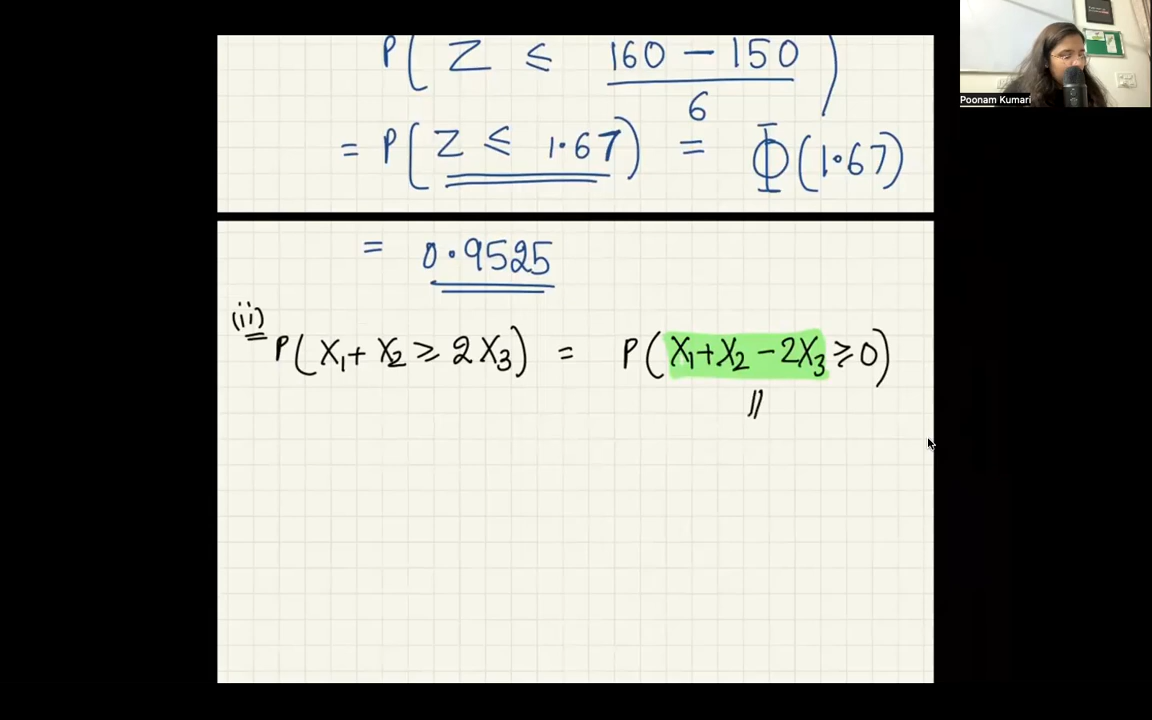 P( Z ≤ 160 - 150 / 6 )
= P( Z ≤ 1.67 ) = Φ(1.67)
= 0.9525
(ii)
P( X₁ + X₂ ≥ 2X₃ ) = P( X₁ + X₂ - 2X₃ ≥ 0 )
Poonam Kumari